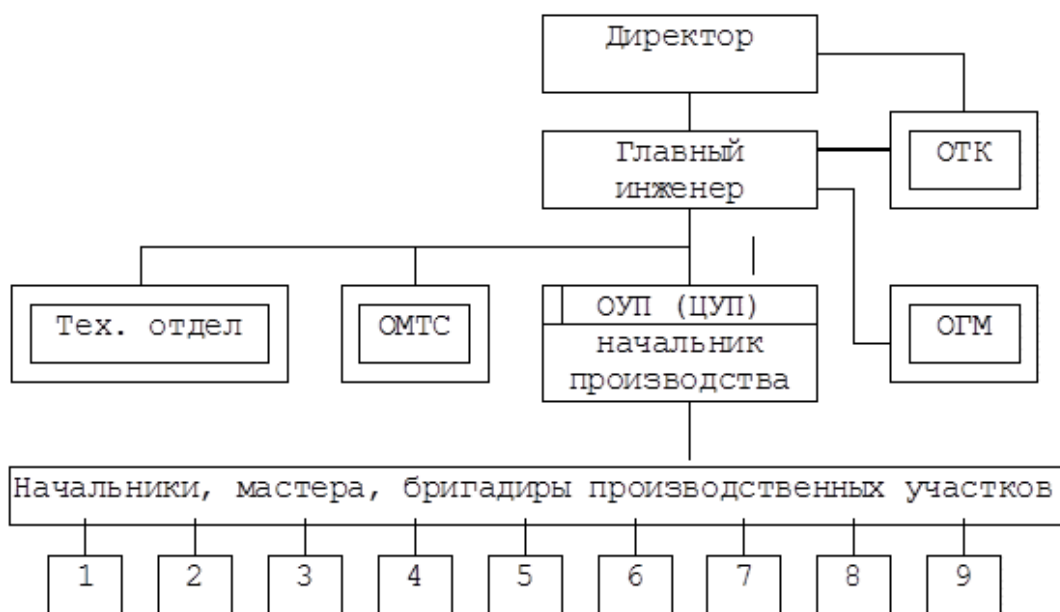 Директор
Главный
инженер
ОТК
Тех. отдел
ОМТС
ОУП (ЦУП)
начальник
производства
ОГМ
Начальники, мастера, бригадиры производственных участков
1 2 3 4 5 6 7 8 9